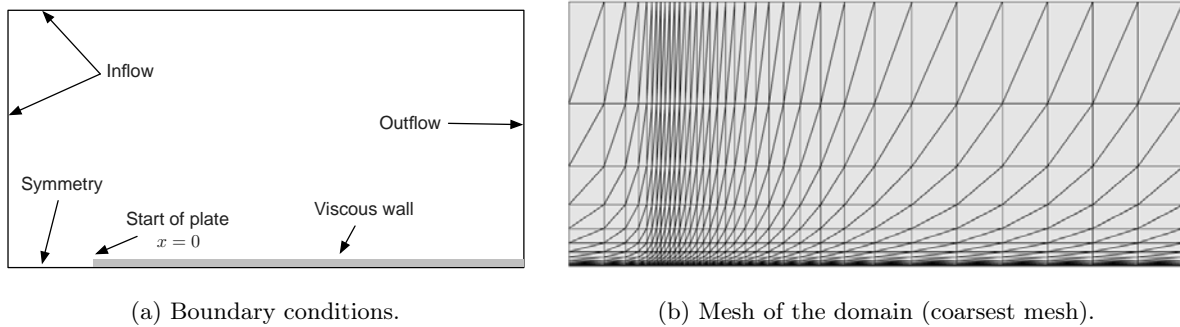 Inflow
Outflow
Symmetry
Start of plate
x = 0
Viscous wall
(a) Boundary conditions.
(b) Mesh of the domain (coarsest mesh).